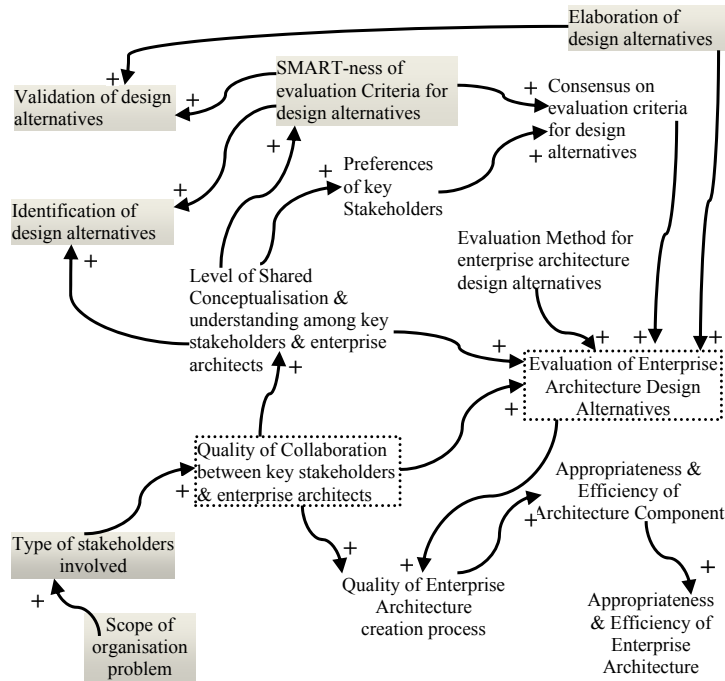 Elaboration of
design alternatives
+
SMART-ness of
evaluation Criteria for
design alternatives
+
Validation of design
alternatives
+
+
Consensus on
evaluation criteria
for design
alternatives
+
+
Preferences
of key
Stakeholders
+
+
Identification of
design alternatives
+
Evaluation Method for
enterprise architecture
design alternatives
Level of Shared
Conceptualisation &
understanding among key
stakeholders & enterprise
architects
+
+
+
+
+
Evaluation of Enterprise
Architecture Design
Alternatives
+
Quality of Collaboration
between key stakeholders
& enterprise architects
+
Appropriateness &
Efficiency of
Architecture Component
+
Type of stakeholders
involved
+
+
+
Quality of Enterprise
Architecture
creation process
Appropriateness
& Efficiency of
Enterprise
Architecture
+
Scope of
organisation
problem